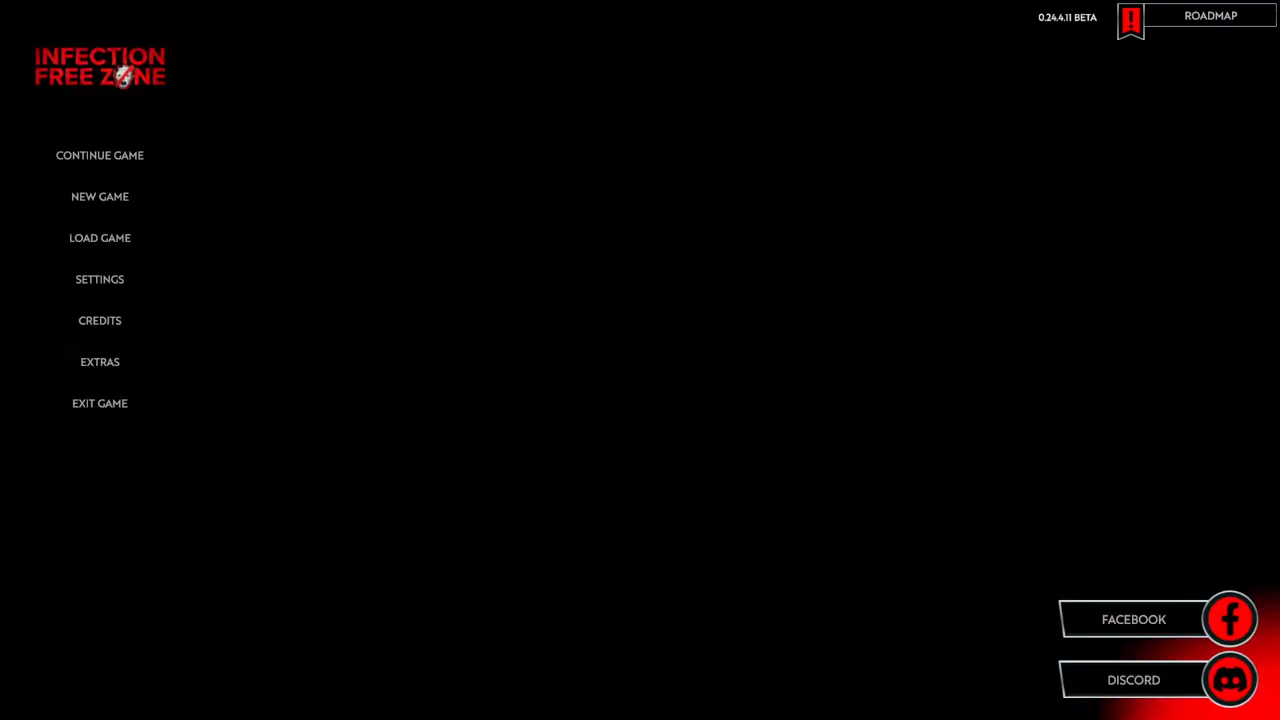 0.24.4.11 BETA
ROADMAP
INFECTION
FREE ZONE
CONTINUE GAME
NEW GAME
LOAD GAME
SETTINGS
CREDITS
EXTRAS
EXIT GAME
FACEBOOK
DISCORD